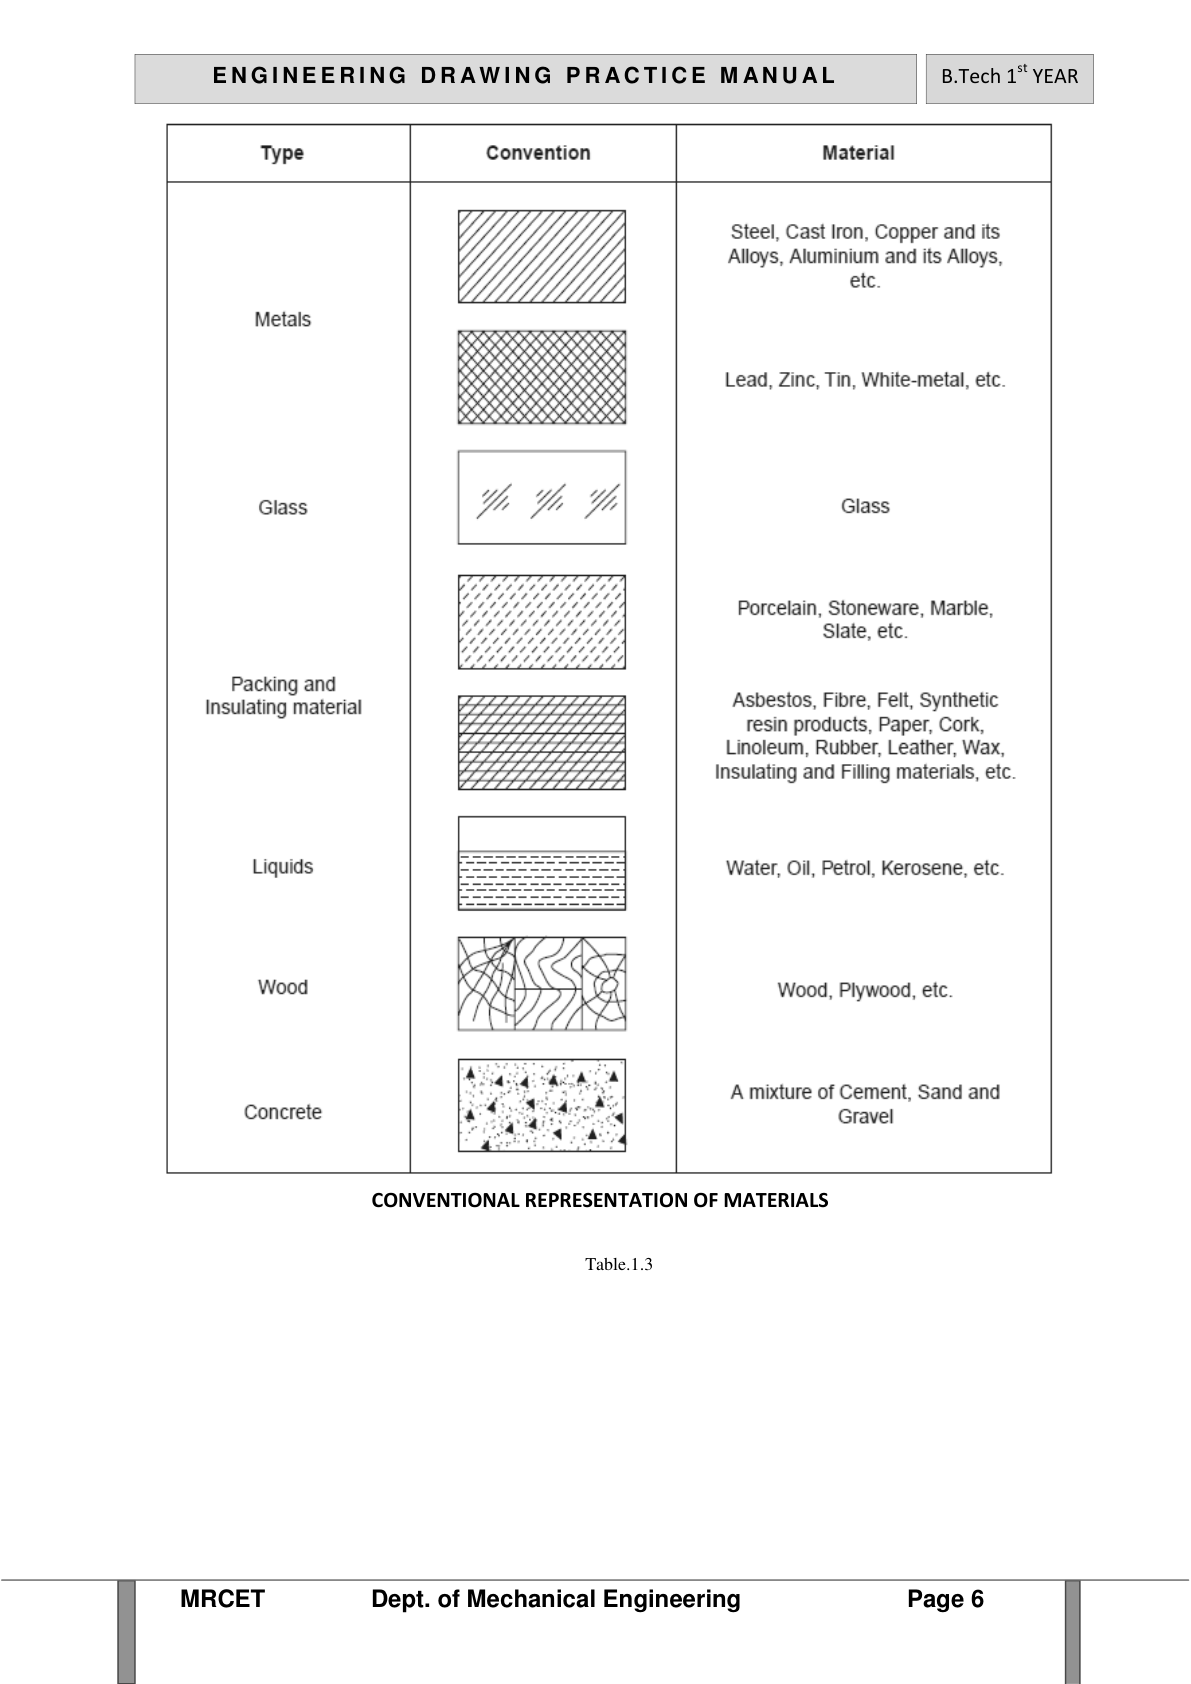 ENGINEERING DRAWING PRACTICE MANUAL
B.Tech 1st YEAR
Type
Convention
Material
Metals
Steel, Cast Iron, Copper and its
Alloys, Aluminium and its Alloys,
etc.
Lead, Zinc, Tin, White-metal, etc.
Glass
Glass
Packing and
Insulating material
Porcelain, Stoneware, Marble,
Slate, etc.
Asbestos, Fibre, Felt, Synthetic
resin products, Paper, Cork,
Linoleum, Rubber, Leather, Wax,
Insulating and Filling materials, etc.
Liquids
Water, Oil, Petrol, Kerosene, etc.
Wood
Wood, Plywood, etc.
Concrete
A mixture of Cement, Sand and
Gravel
CONVENTIONAL REPRESENTATION OF MATERIALS
Table.1.3
MRCET Dept. of Mechanical Engineering Page 6